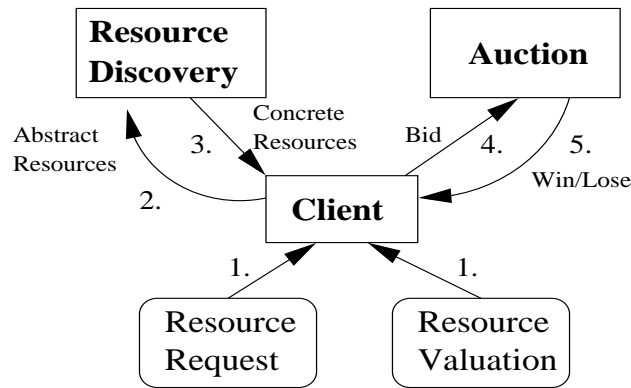 Resource
Discovery
Auction
Abstract
Resources
3.
Concrete
Resources
Bid
4.
5.
Win/Lose
2.
Client
1.
1.
Resource
Request
Resource
Valuation